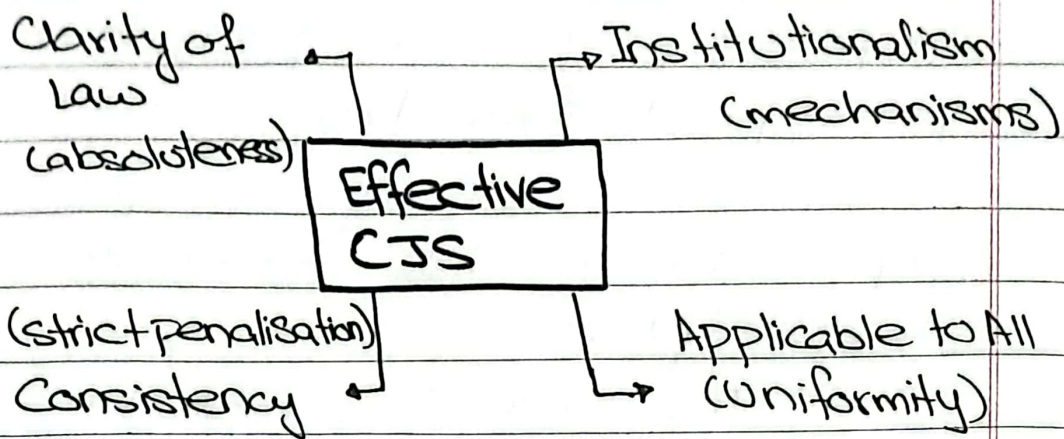 Clarity of
Law
(absoluteness)
Institutionalism
(mechanisms)
Effective
CJS
(strict penalisation)
Consistency
Applicable to All
(Uniformity)